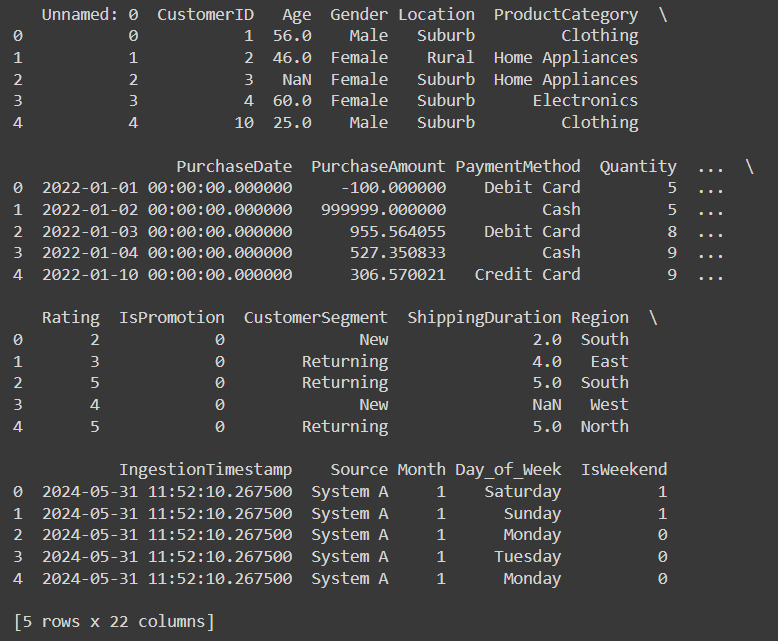 Unnamed: 0 CustomerID Age Gender Location ProductCategory \
0 0 1 56.0 Male Suburb Clothing
1 1 2 46.0 Female Rural Home Appliances
2 2 3 NaN Female Suburb Home Appliances
3 3 4 60.0 Female Suburb Electronics
4 4 10 25.0 Male Suburb Clothing
PurchaseDate PurchaseAmount PaymentMethod Quantity ... \
0 2022-01-01 00:00:00.000000 -100.000000 Debit Card 5 ...
1 2022-01-02 00:00:00.000000 999999.000000 Cash 5 ...
2 2022-01-03 00:00:00.000000 955.564055 Debit Card 8 ...
3 2022-01-04 00:00:00.000000 527.350833 Cash 9 ...
4 2022-01-10 00:00:00.000000 306.570021 Credit Card 9 ...
Rating IsPromotion CustomerSegment ShippingDuration Region \
0 2 0 New 2.0 South
1 3 0 Returning 4.0 East
2 5 0 Returning 5.0 South
3 4 0 New NaN West
4 5 0 Returning 5.0 North
IngestionTimestamp Source Month Day_of_Week IsWeekend
0 2024-05-31 11:52:10.267500 System A 1 Saturday 1
1 2024-05-31 11:52:10.267500 System A 1 Sunday 1
2 2024-05-31 11:52:10.267500 System A 1 Monday 0
3 2024-05-31 11:52:10.267500 System A 1 Tuesday 0
4 2024-05-31 11:52:10.267500 System A 1 Monday 0
[5 rows x 22 columns]